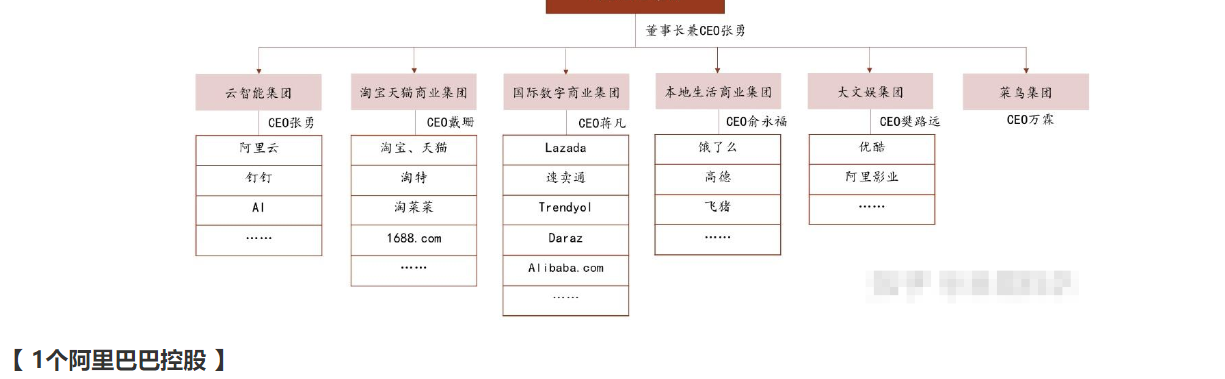 董事长兼CEO张勇
云智能集团
淘宝天猫商业集团
国际数字商业集团
本地生活商业集团
大文娱集团
菜鸟集团
CEO张勇
CEO戴珊
CEO蒋凡
CEO俞永福
CEO樊路远
CEO万霖
阿里云
钉钉
AI
……
淘宝、天猫
淘特
淘菜菜
1688.com
……
Lazada
速卖通
Trendyol
Daraz
Alibaba.com
……
饿了么
高德
飞猪
……
优酷
阿里影业
……
【 1个阿里巴巴控股 】